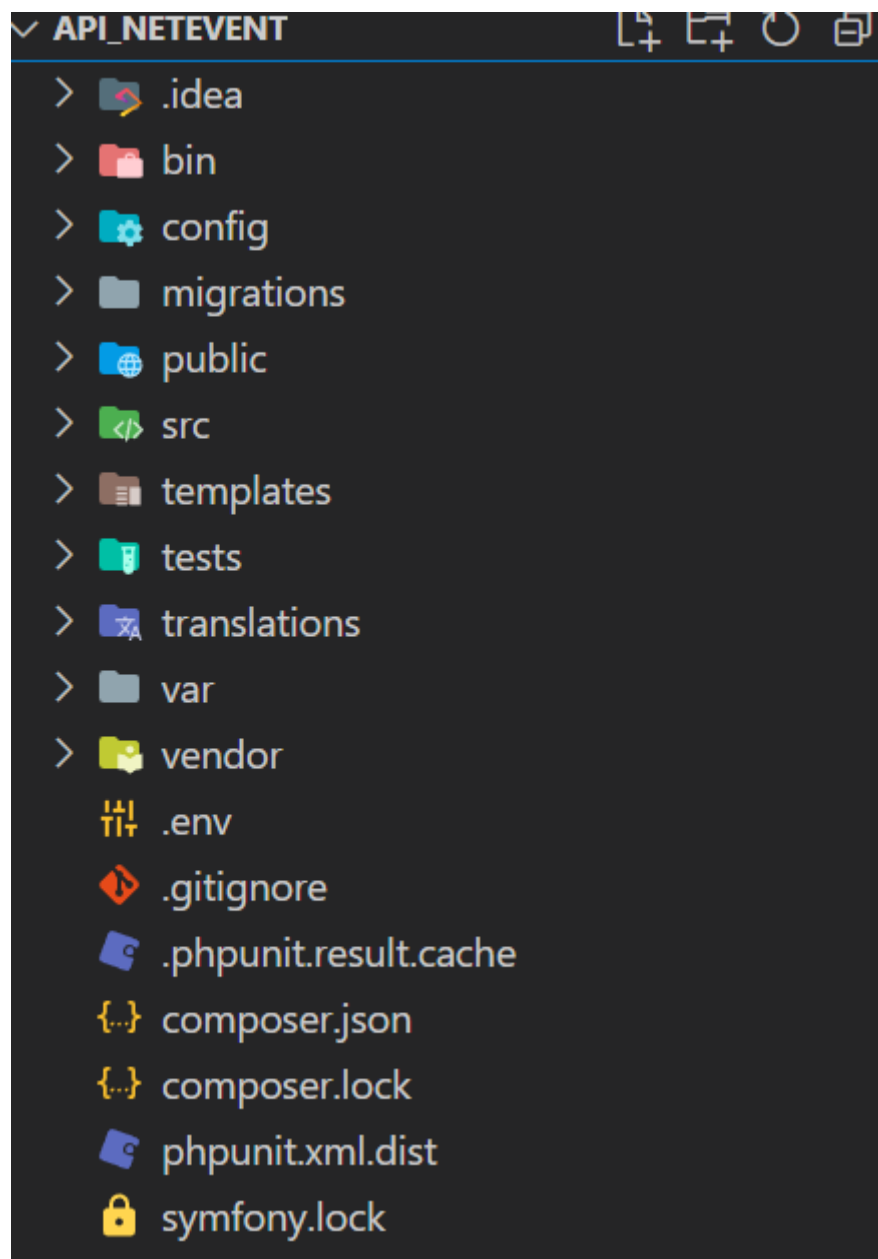 API_NETEVENT
.idea
bin
config
migrations
public
src
templates
tests
translations
var
vendor
.env
.gitignore
.phpunit.result.cache
composer.json
composer.lock
phpunit.xml.dist
symfony.lock